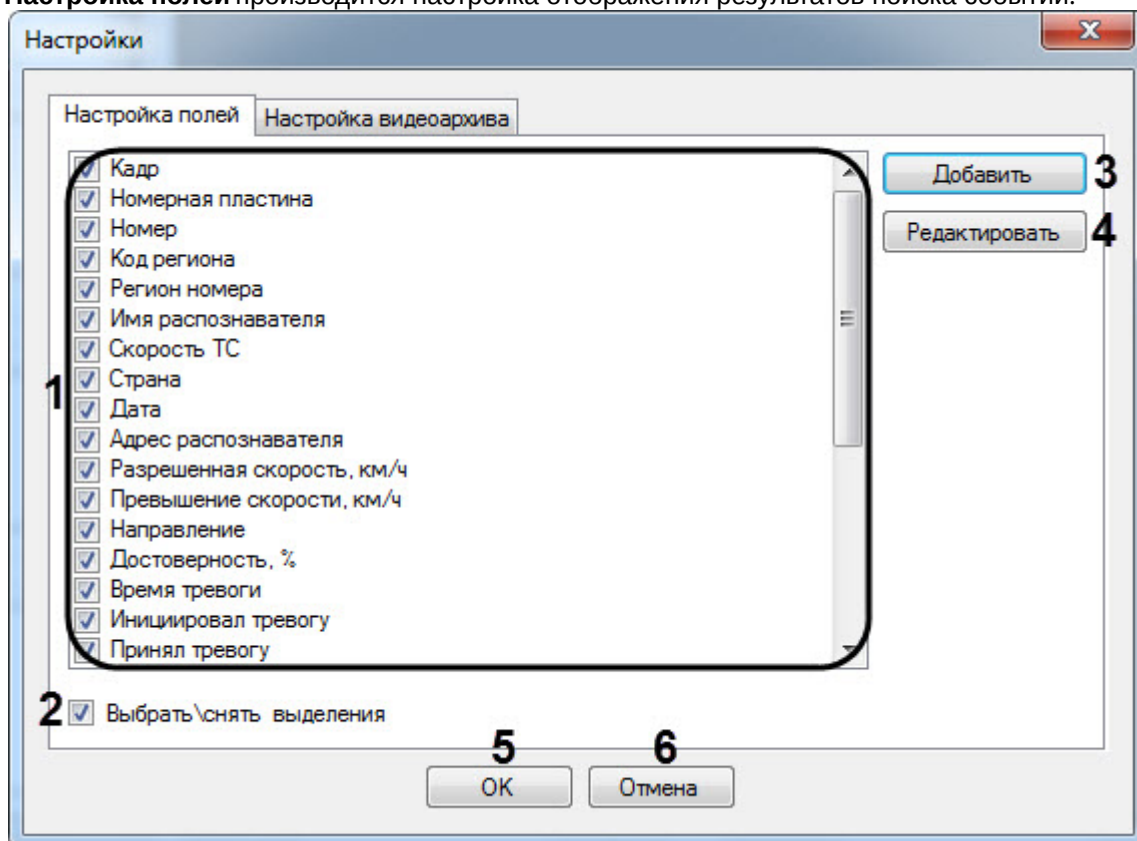 Настройка полей производится настройка отображения результатов поиска событий.
Настройки
Настройка полей Настройка видеоархива
Кадр
Добавить 3
Номерная пластина
Номер
Редактировать 4
Код региона
Регион номера
Имя распознавателя
Скорость ТС
1
Страна
Дата
Адрес распознавателя
Разрешенная скорость, км/ч
Превышение скорости, км/ч
Направление
Достоверность, %
Время тревоги
Инициировал тревогу
Принял тревогу
2 Выбрать\снять выделения
5 6
OK Отмена